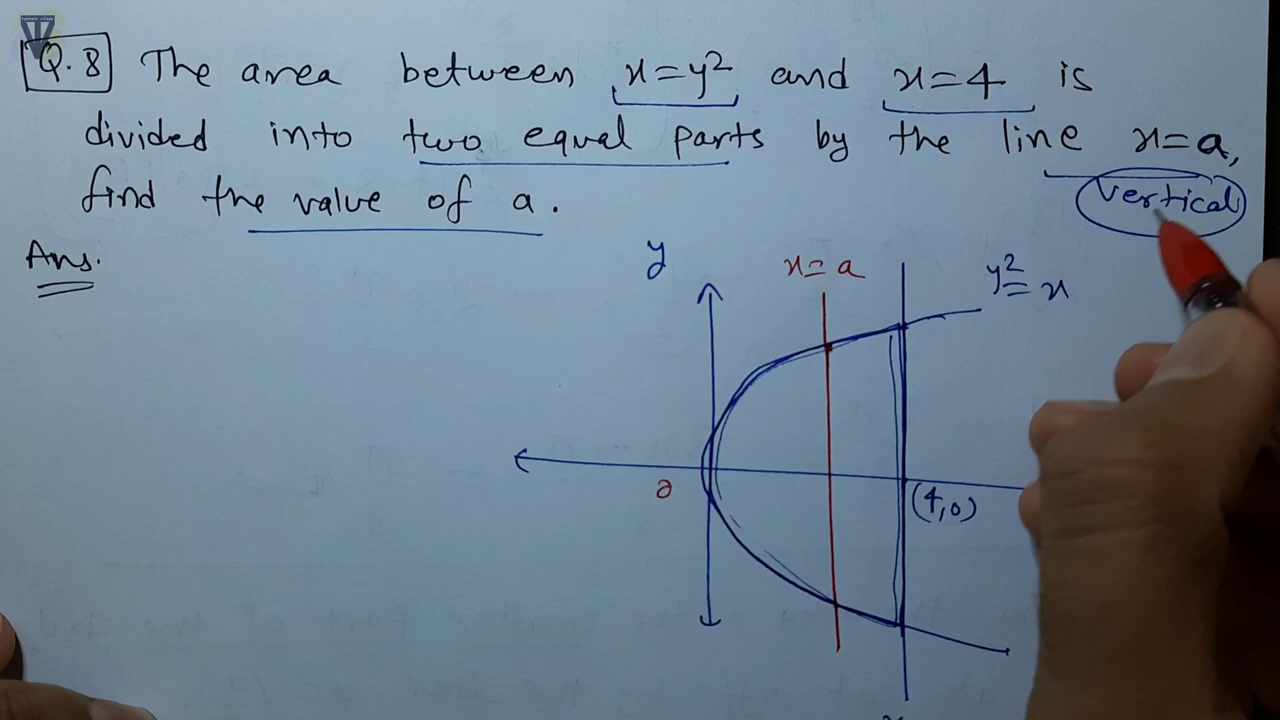 Q.8 The area between x=y² and x=4 is
divided into two equal parts by the line x=a,
find the value of a.
vertical
Ans.
y
x=a
y²=x
(4,0)